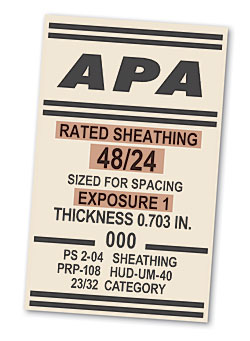 APA
RATED SHEATHING
48/24
SIZED FOR SPACING
EXPOSURE 1
THICKNESS 0.703 IN.
000
PS 2-04 SHEATHING
PRP-108 HUD-UM-40
23/32 CATEGORY